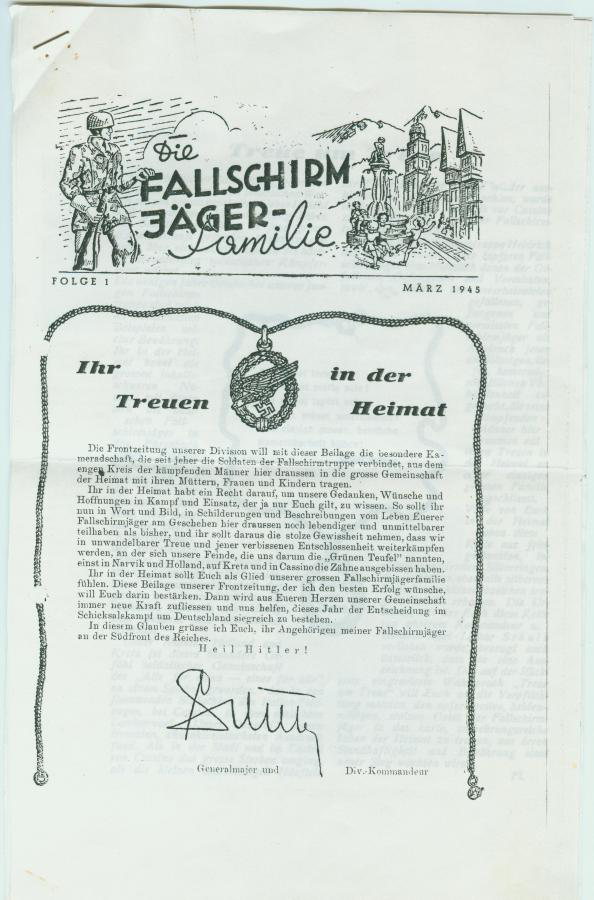 Die
FALLSCHIRM
JÄGER-
Familie
FOLGE 1
MÄRZ 1945
Ihr
Treuen
in der
Heimat
Die Frontzeitung unserer Division will mit dieser Beilage die besondere Ka-
meradschaft, die seit jeher die Soldaten der Fallschirmtruppe verbindet, aus dem
engen Kreis der kämpfenden Männer hier draussen in die grosse Gemeinschaft
der Heimat mit ihren Müttern, Frauen und Kindern tragen.
Ihr in der Heimat habt ein Recht darauf, um unsere Gedanken, Wünsche und
Hoffnungen in Kampf und Einsatz, der ja nur Euch gilt, zu wissen. So sollt ihr
nun in Wort und Bild, in Schilderungen und Beschreibungen vom Leben Euerer
Fallschirmjäger am Geschehen hier draussen noch lebendiger und unmittelbarer
teilhaben als bisher, und ihr sollt daraus die stolze Gewissheit nehmen, dass wir
in unwandelbarer Treue und jener verbissenen Entschlossenheit weiterkämpfen
werden, an der sich unsere Feinde, die uns darum die „Grünen Teufel" nannten,
einst in Narvik und Holland, auf Kreta und in Cassino die Zähne ausgebissen haben.
Ihr in der Heimat sollt Euch als Glied unserer grossen Fallschirmjägerfamilie
fühlen. Diese Beilage unserer Frontzeitung, der ich den besten Erfolg wünsche,
will Euch darin bestärken. Dann wird aus Eueren Herzen unserer Gemeinschaft
immer neue Kraft zufliessen und uns helfen, dieses Jahr der Entscheidung im
Schicksalskampf um Deutschland siegreich zu bestehen.
In diesem Glauben grüsse ich Euch, ihr Angehörigen meiner Fallschirmjäger
an der Südfront des Reiches.
Heil Hitler!
Generalmajor und Div.-Kommandeur